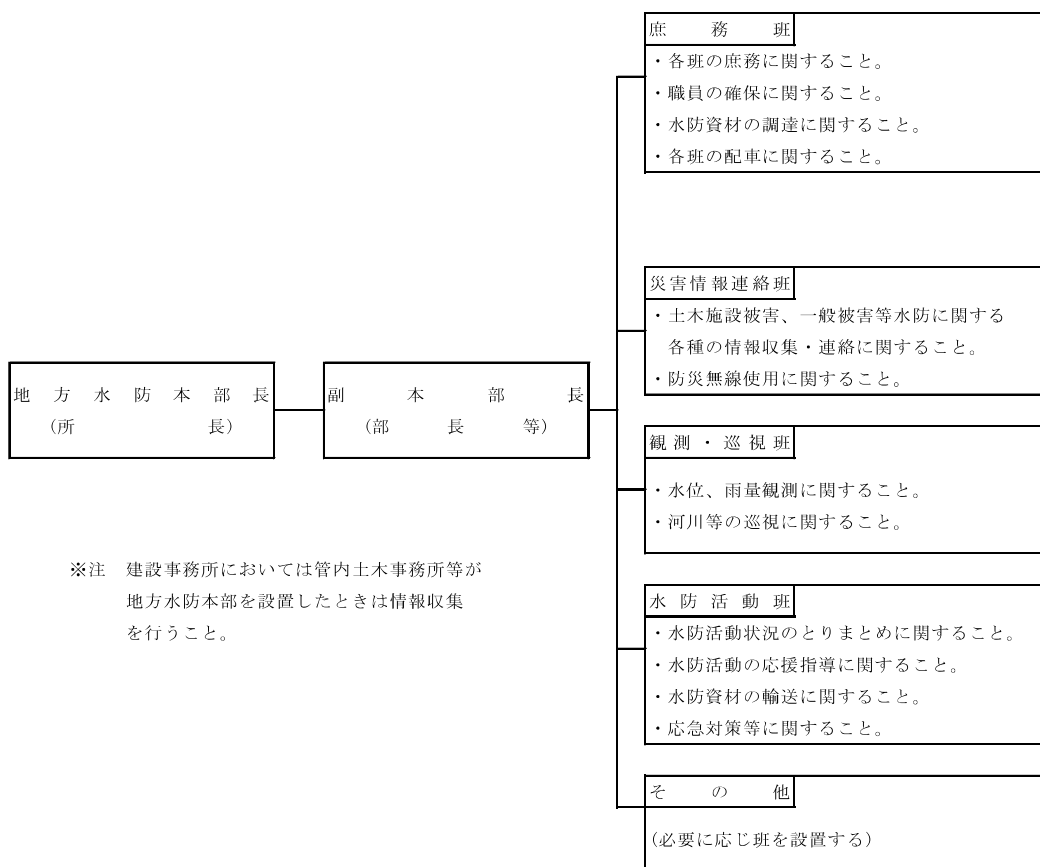 地方水防本部長
(所長)
副本部長
(部長等)
※注　建設事務所においては管内土木事務所等が
地方水防本部を設置したときは情報収集
を行うこと。
庶務班
・各班の庶務に関すること。
・職員の確保に関すること。
・水防資材の調達に関すること。
・各班の配車に関すること。
災害情報連絡班
・土木施設被害、一般被害等水防に関する
各種の情報収集・連絡に関すること。
・防災無線使用に関すること。
観測・巡視班
・水位、雨量観測に関すること。
・河川等の巡視に関すること。
水防活動班
・水防活動状況のとりまとめに関すること。
・水防活動の応援指導に関すること。
・水防資材の輸送に関すること。
・応急対策等に関すること。
その他
(必要に応じ班を設置する)